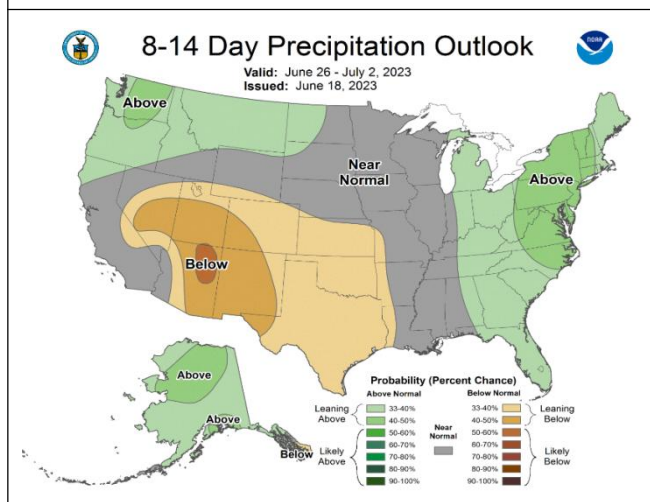 8-14 Day Precipitation Outlook
NOAA
Valid: June 26 - July 2, 2023
Issued: June 18, 2023
Above
Near
Normal
Above
Below
Above
Above
Below
Probability (Percent Chance)
Above Normal
Below Normal
Leaning
Above
33-40%
40-50%
Likely
Above
50-60%
60-70%
70-80%
80-90%
90-100%
Near
Normal
33-40%
40-50%
Leaning
Below
50-60%
60-70%
70-80%
80-90%
90-100%
Likely
Below